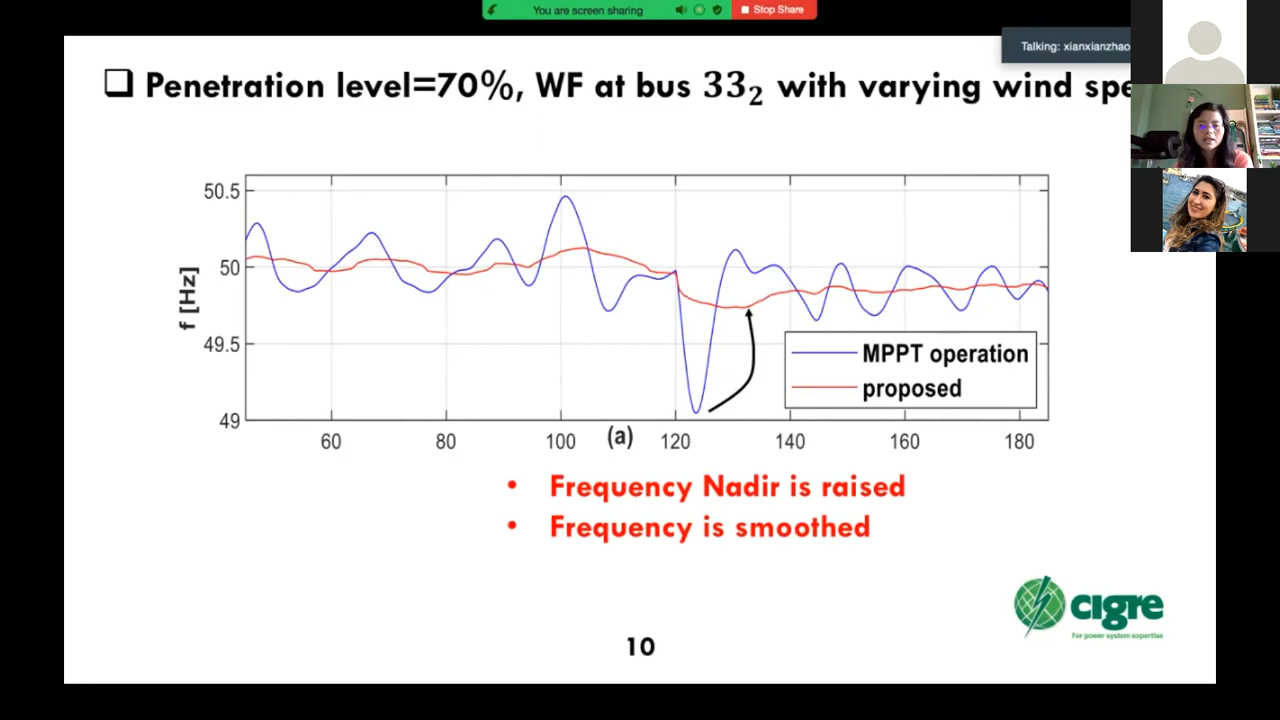 You are screen sharing
Stop Share
Talking: xianxianzhao
Penetration level=70%, WF at bus 33₂ with varying wind spe
50.5
50
49.5
49
f [Hz]
MPPT operation
proposed
60 80 100 (a) 120 140 160 180
• Frequency Nadir is raised
• Frequency is smoothed
cigre
For power system expertise
10